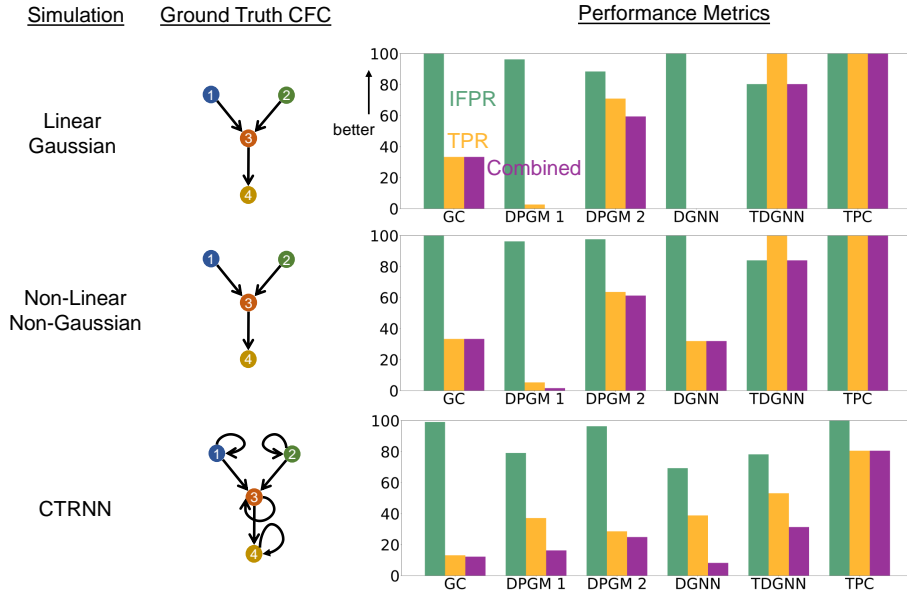 Simulation Ground Truth CFC Performance Metrics
Linear
Gaussian
1 2
3
4
better
100
80
60
40
20
0
IFPR
TPR
Combined
GC DPGM 1 DPGM 2 DGNN TDGNN TPC
Non-Linear
Non-Gaussian
1 2
3
4
100
80
60
40
20
0
GC DPGM 1 DPGM 2 DGNN TDGNN TPC
CTRNN
1 2
3
4
100
80
60
40
20
0
GC DPGM 1 DPGM 2 DGNN TDGNN TPC